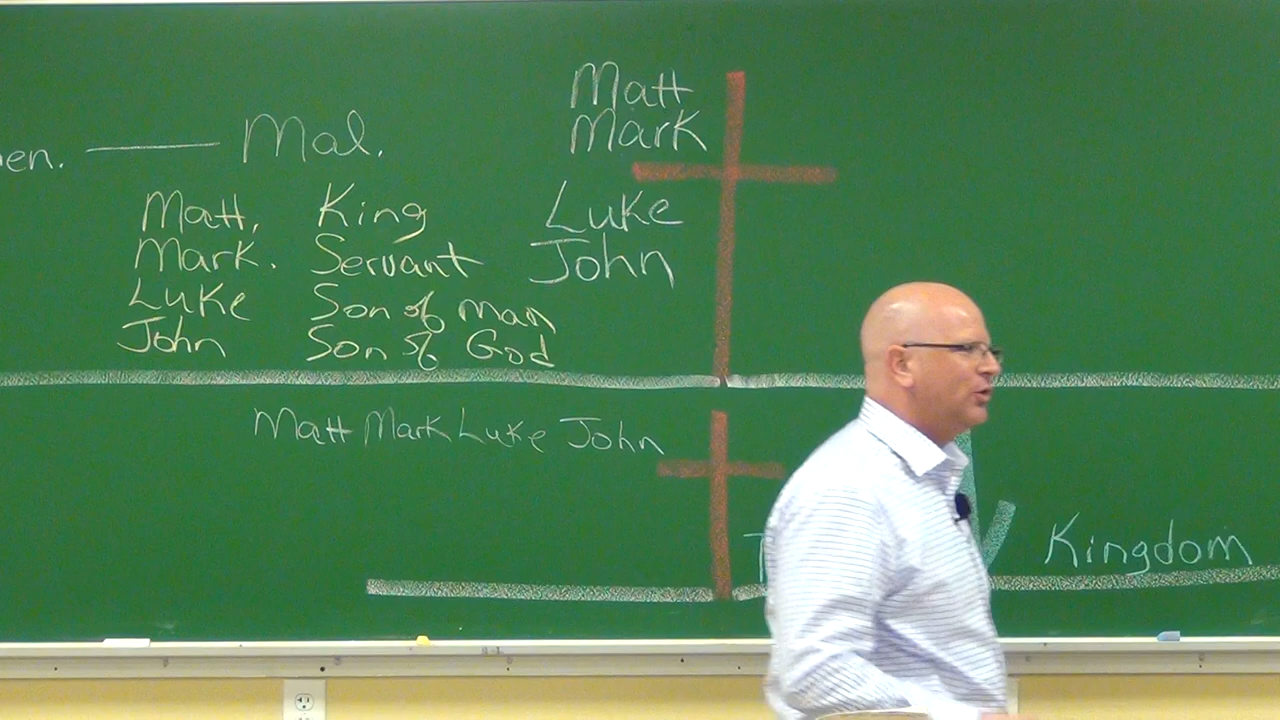 en. — Mal.
Matt
Mark
Luke
John
Matt. King
Mark. Servant
Luke Son of man
John Son of God
Matt Mark Luke John
T
Kingdom